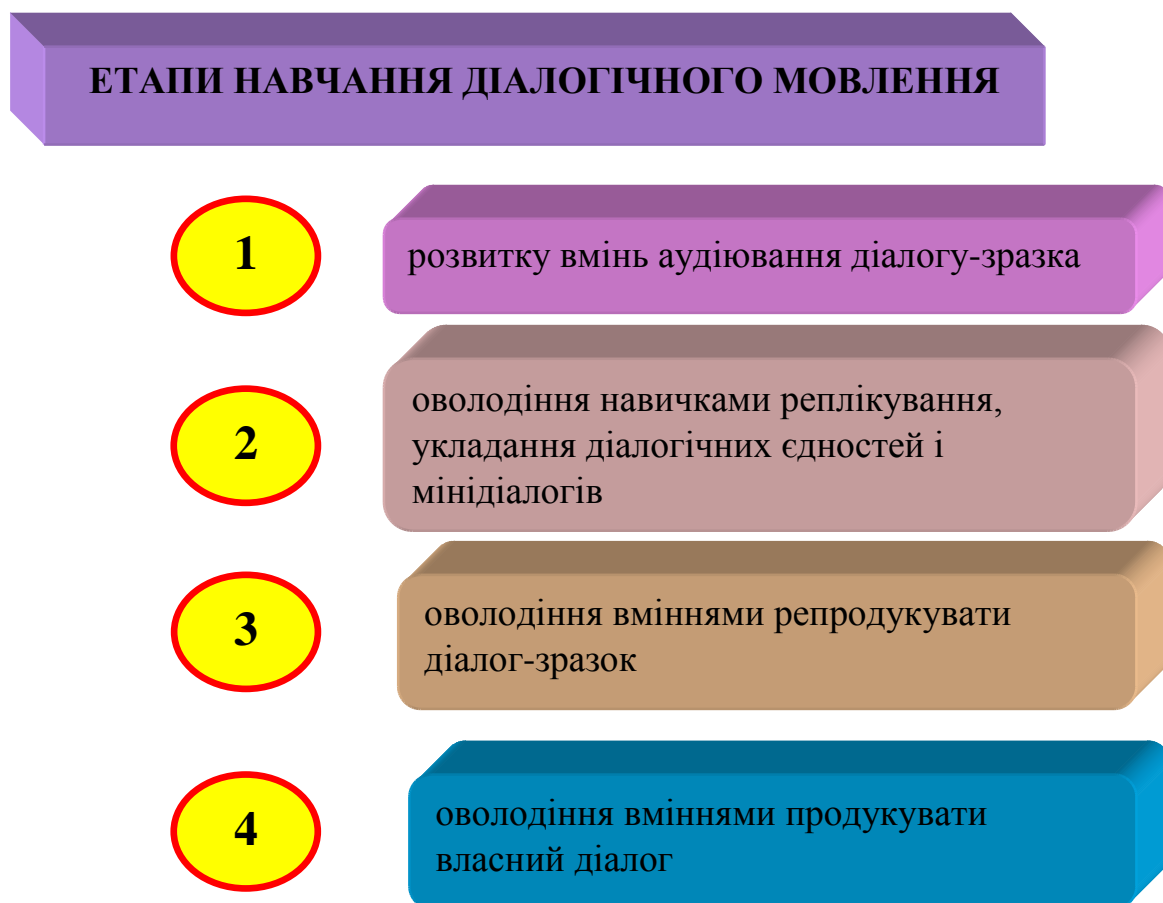 ЕТАПИ НАВЧАННЯ ДІАЛОГІЧНОГО МОВЛЕННЯ
1
розвитку вмінь аудіювання діалогу-зразка
2
оволодіння навичками реплікування,
укладання діалогічних єдностей і
мінідіалогів
3
оволодіння вміннями репродукувати
діалог-зразок
4
оволодіння вміннями продукувати
власний діалог